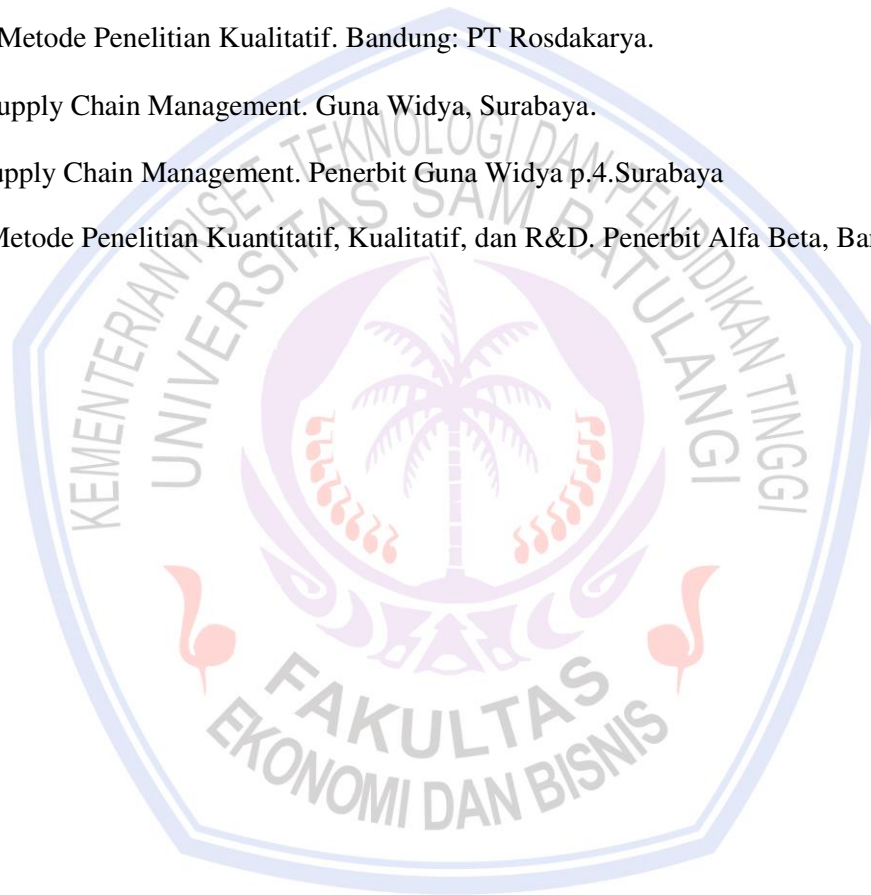 Metode Penelitian Kualitatif. Bandung: PT Rosdakarya.
upply Chain Management. Guna Widya, Surabaya.
upply Chain Management. Penerbit Guna Widya p.4.Surabaya
Metode Penelitian Kuantitatif, Kualitatif, dan R&D. Penerbit Alfa Beta, Ban
KEMENTERIAN RISET TEKNOLOGI DAN PENDIDIKAN TINGGI
UNIVERSITAS SAM RATULANGI
FAKULTAS
EKONOMI DAN BISNIS